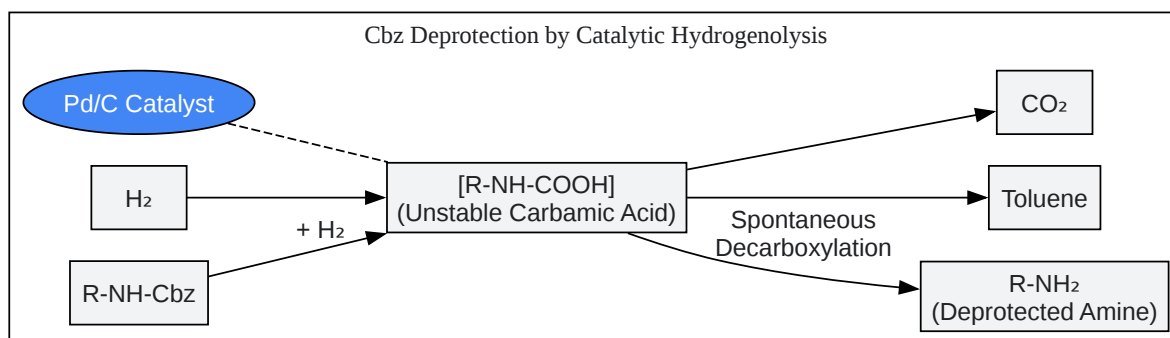 Cbz Deprotection by Catalytic Hydrogenolysis
Pd/C Catalyst
H₂
R-NH-Cbz
+ H₂
[R-NH-COOH]
(Unstable Carbamic Acid)
Spontaneous
Decarboxylation
CO₂
Toluene
R-NH₂
(Deprotected Amine)